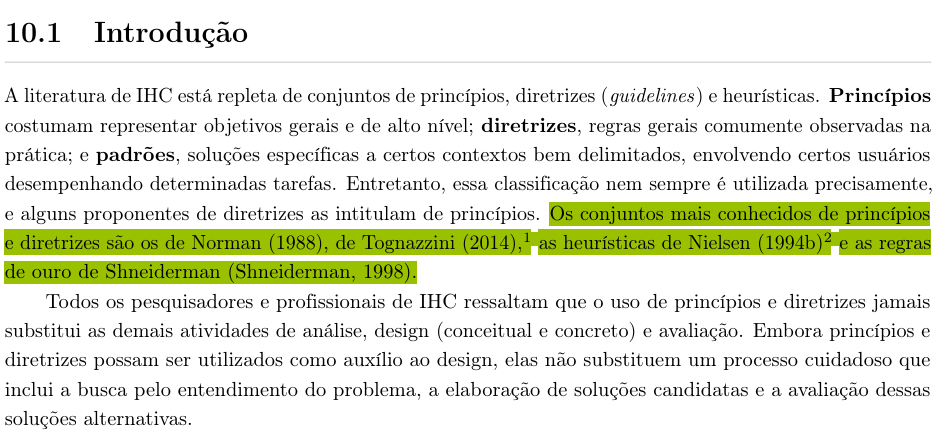 10.1 Introdução
A literatura de IHC está repleta de conjuntos de princípios, diretrizes (guidelines) e heurísticas. Princípios
costumam representar objetivos gerais e de alto nível; diretrizes, regras gerais comumente observadas na
prática; e padrões, soluções específicas a certos contextos bem delimitados, envolvendo certos usuários
desempenhando determinadas tarefas. Entretanto, essa classificação nem sempre é utilizada precisamente,
e alguns proponentes de diretrizes as intitulam de princípios. Os conjuntos mais conhecidos de princípios
e diretrizes são os de Norman (1988), de Tognazzini (2014),1 as heurísticas de Nielsen (1994b)2 e as regras
de ouro de Shneiderman (Shneiderman, 1998).
Todos os pesquisadores e profissionais de IHC ressaltam que o uso de princípios e diretrizes jamais
substitui as demais atividades de análise, design (conceitual e concreto) e avaliação. Embora princípios e
diretrizes possam ser utilizados como auxílio ao design, elas não substituem um processo cuidadoso que
inclui a busca pelo entendimento do problema, a elaboração de soluções candidatas e a avaliação dessas
soluções alternativas.